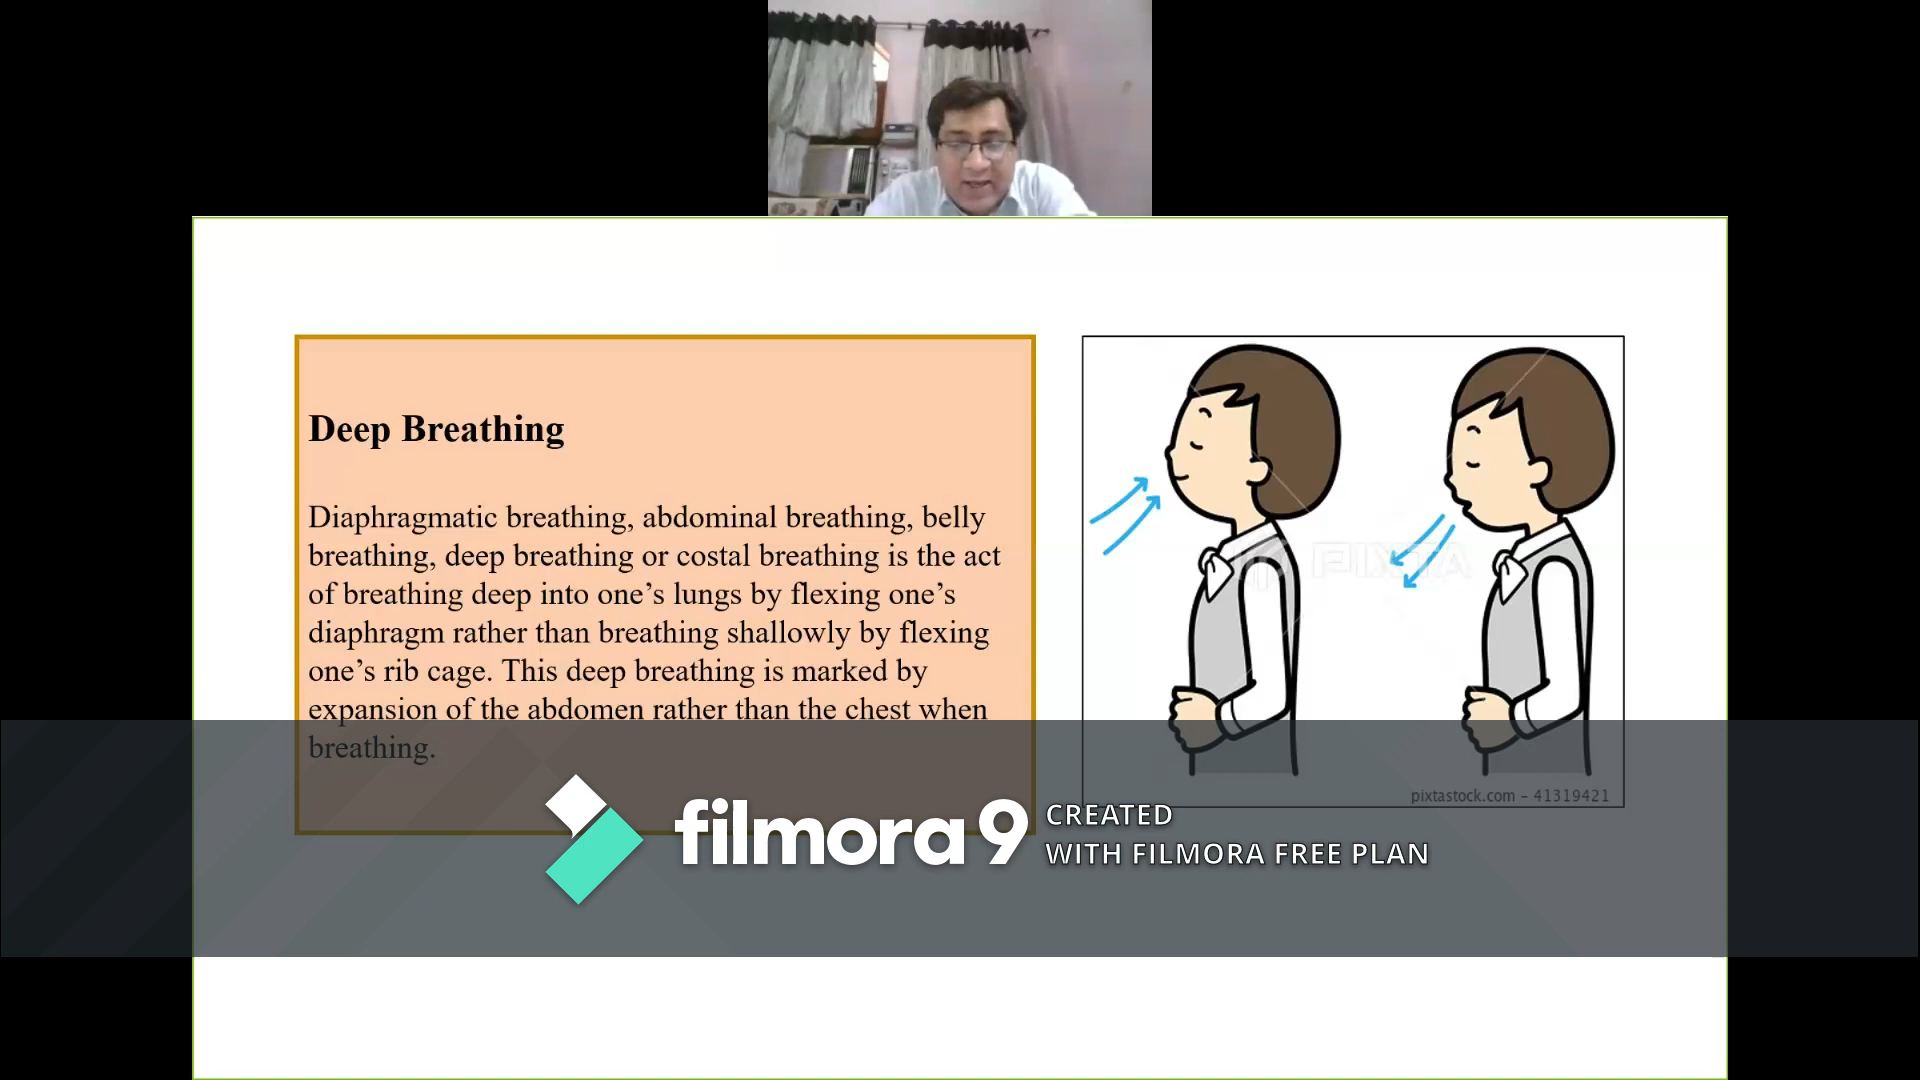 Deep Breathing
Diaphragmatic breathing, abdominal breathing, belly
breathing, deep breathing or costal breathing is the act
of breathing deep into one’s lungs by flexing one’s
diaphragm rather than breathing shallowly by flexing
one’s rib cage. This deep breathing is marked by
expansion of the abdomen rather than the chest when
breathing.
PIXTA
pixtastock.com - 41319421
filmora9
CREATED
WITH FILMORA FREE PLAN